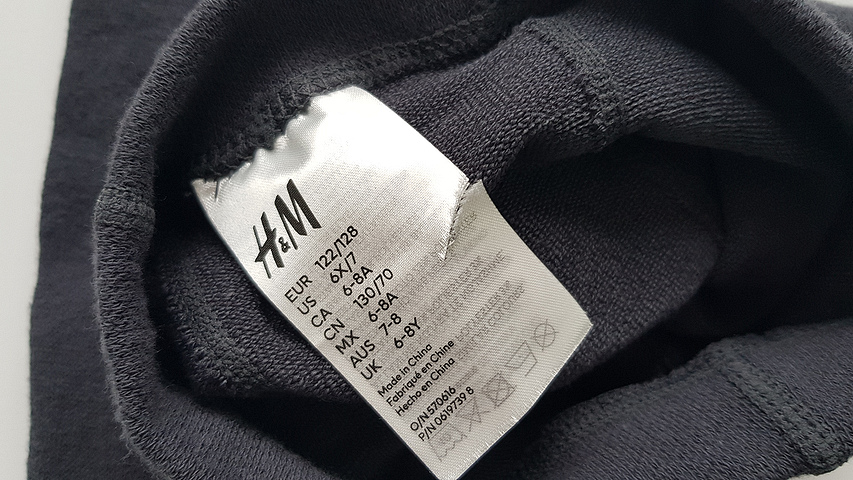 H&M
EUR 122/128
US 6X/7
CA 6-8A
CN 130/70
MX 6-8A
AUS 7-8
UK 6-8Y
Made in China
Fabriqué en Chine
Hecho en China
O/N 570616
P/N 0619739 8